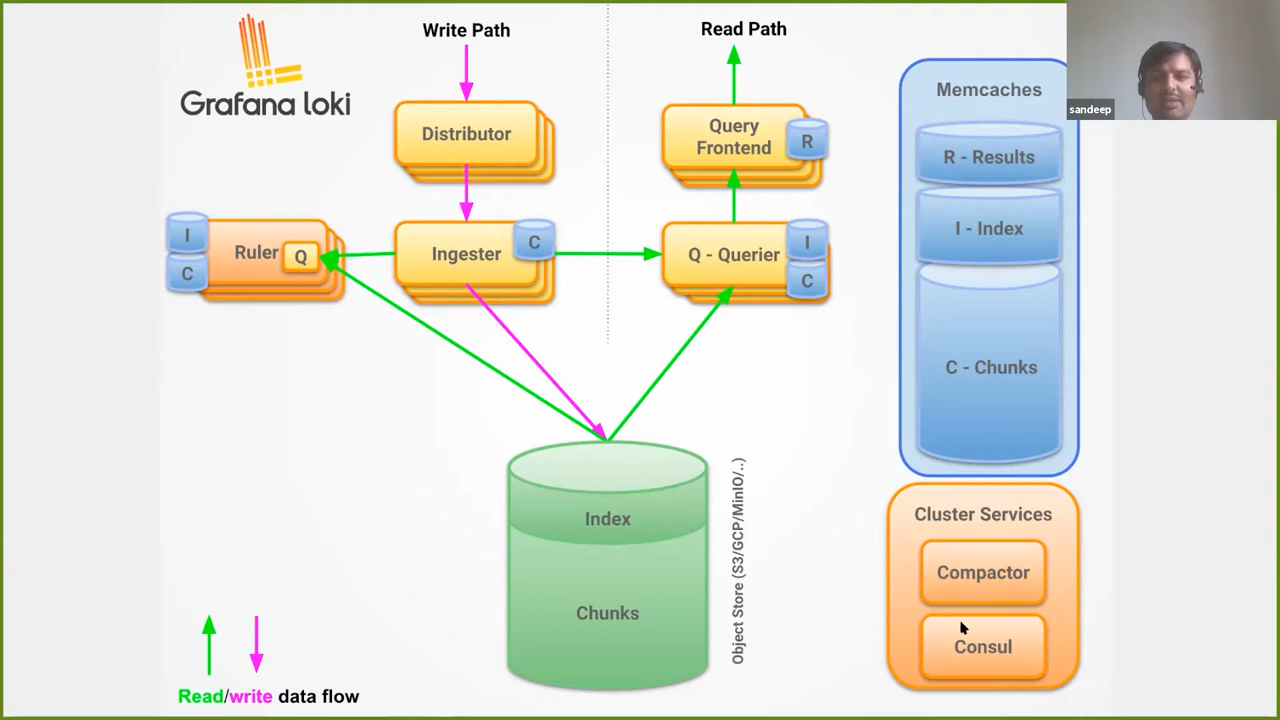 Grafana loki
Write Path
Read Path
Distributor
Query
Frontend
R
I
C
Ruler
Q
Ingester
C
Q - Querier
I
C
Memcaches
R - Results
I - Index
C - Chunks
sandeep
Index
Chunks
Object Store (S3/GCP/MinIO/..)
Cluster Services
Compactor
Consul
Read/write data flow